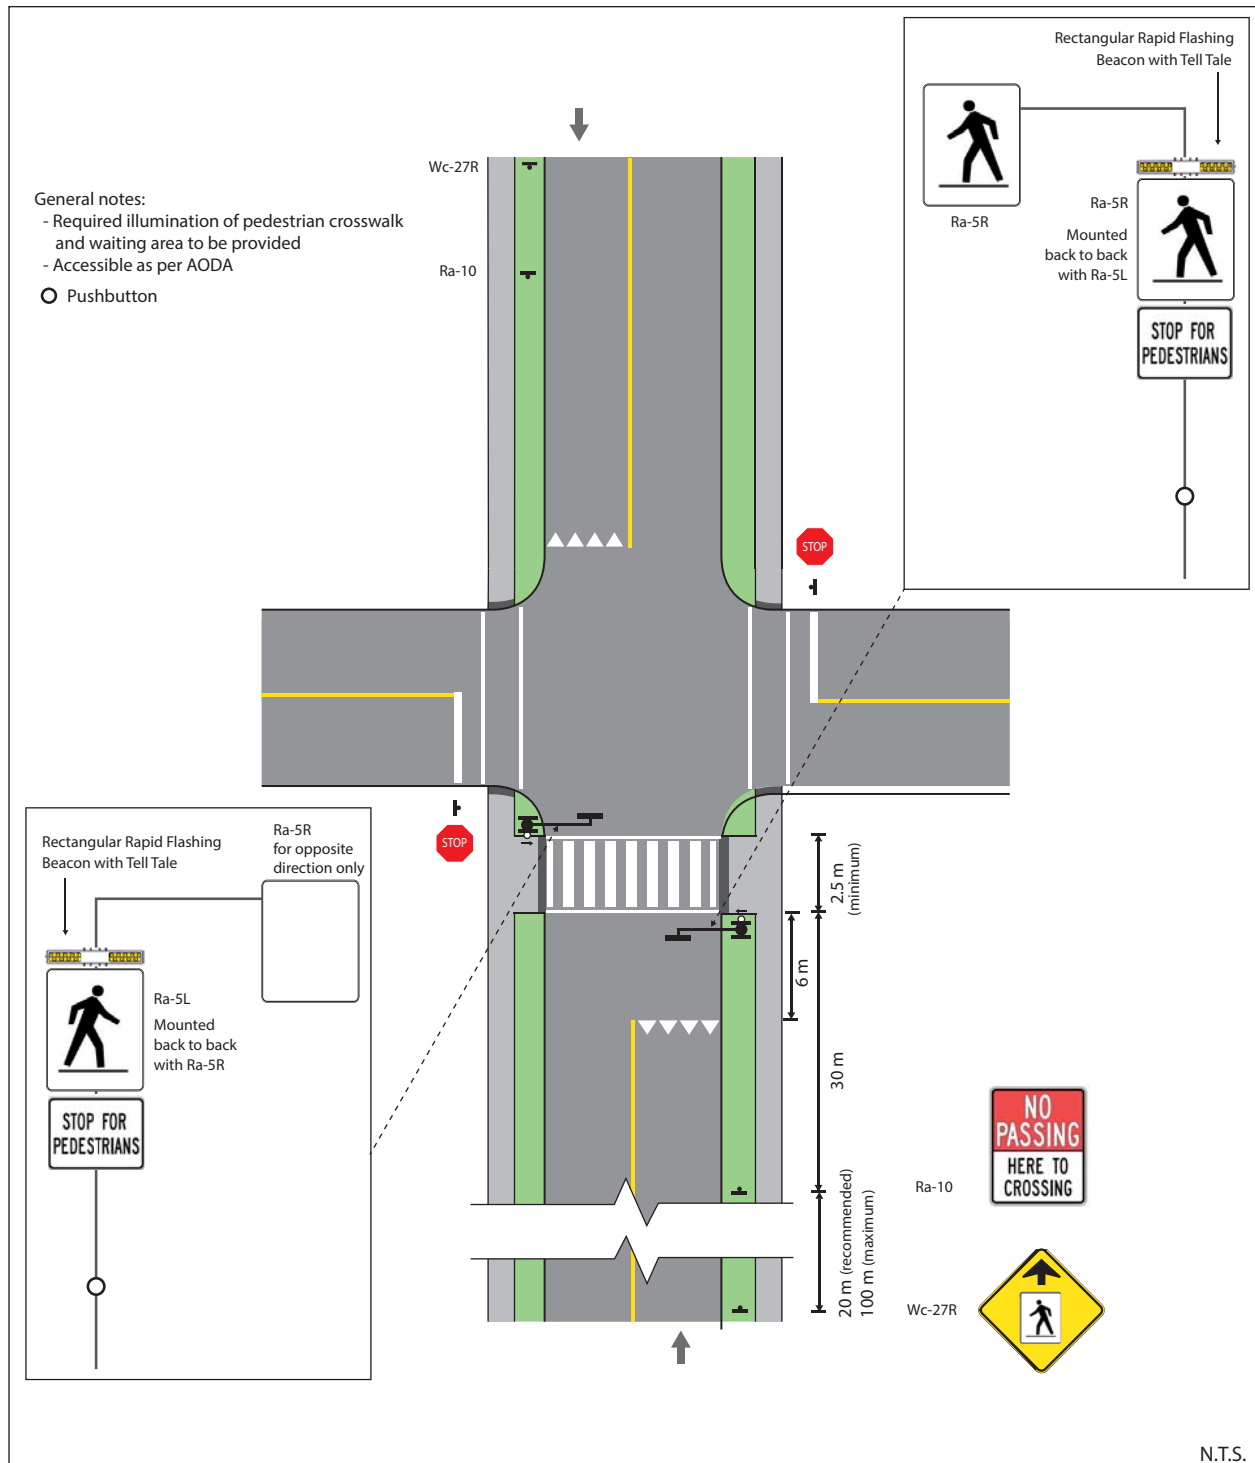 Rectangular Rapid Flashing
Beacon with Tell Tale
Ra-5R
Ra-5R
Mounted
back to back
with Ra-5L
STOP FOR
PEDESTRIANS
Wc-27R
General notes:
- Required illumination of pedestrian crosswalk
and waiting area to be provided
- Accessible as per AODA
Pushbutton
Ra-10
STOP
STOP
Rectangular Rapid Flashing
Beacon with Tell Tale
Ra-5R
for opposite
direction only
Ra-5L
Mounted
back to back
with Ra-5R
STOP FOR
PEDESTRIANS
2.5 m
(minimum)
6 m
30 m
20 m (recommended)
100 m (maximum)
Ra-10
NO
PASSING
HERE TO
CROSSING
Wc-27R
N.T.S.